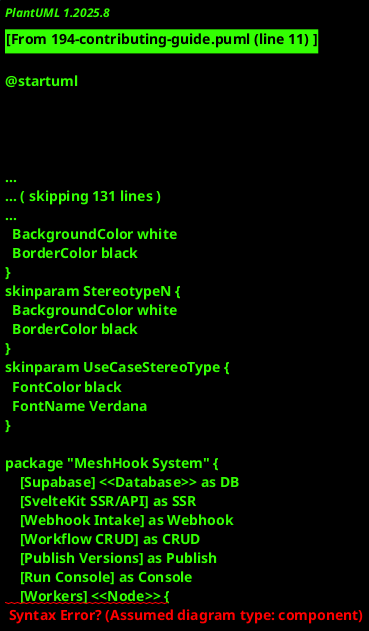 PlantUML 1.2025.8
[From 194-contributing-guide.puml (line 11) ]
@startuml
...
... ( skipping 131 lines )
...
BackgroundColor white
BorderColor black
}
skinparam StereotypeN {
BackgroundColor white
BorderColor black
}
skinparam UseCaseStereoType {
FontColor black
FontName Verdana
}
package "MeshHook System" {
[Supabase] <<Database>> as DB
[SvelteKit SSR/API] as SSR
[Webhook Intake] as Webhook
[Workflow CRUD] as CRUD
[Publish Versions] as Publish
[Run Console] as Console
[Workers] <<Node>> {
Syntax Error? (Assumed diagram type: component)